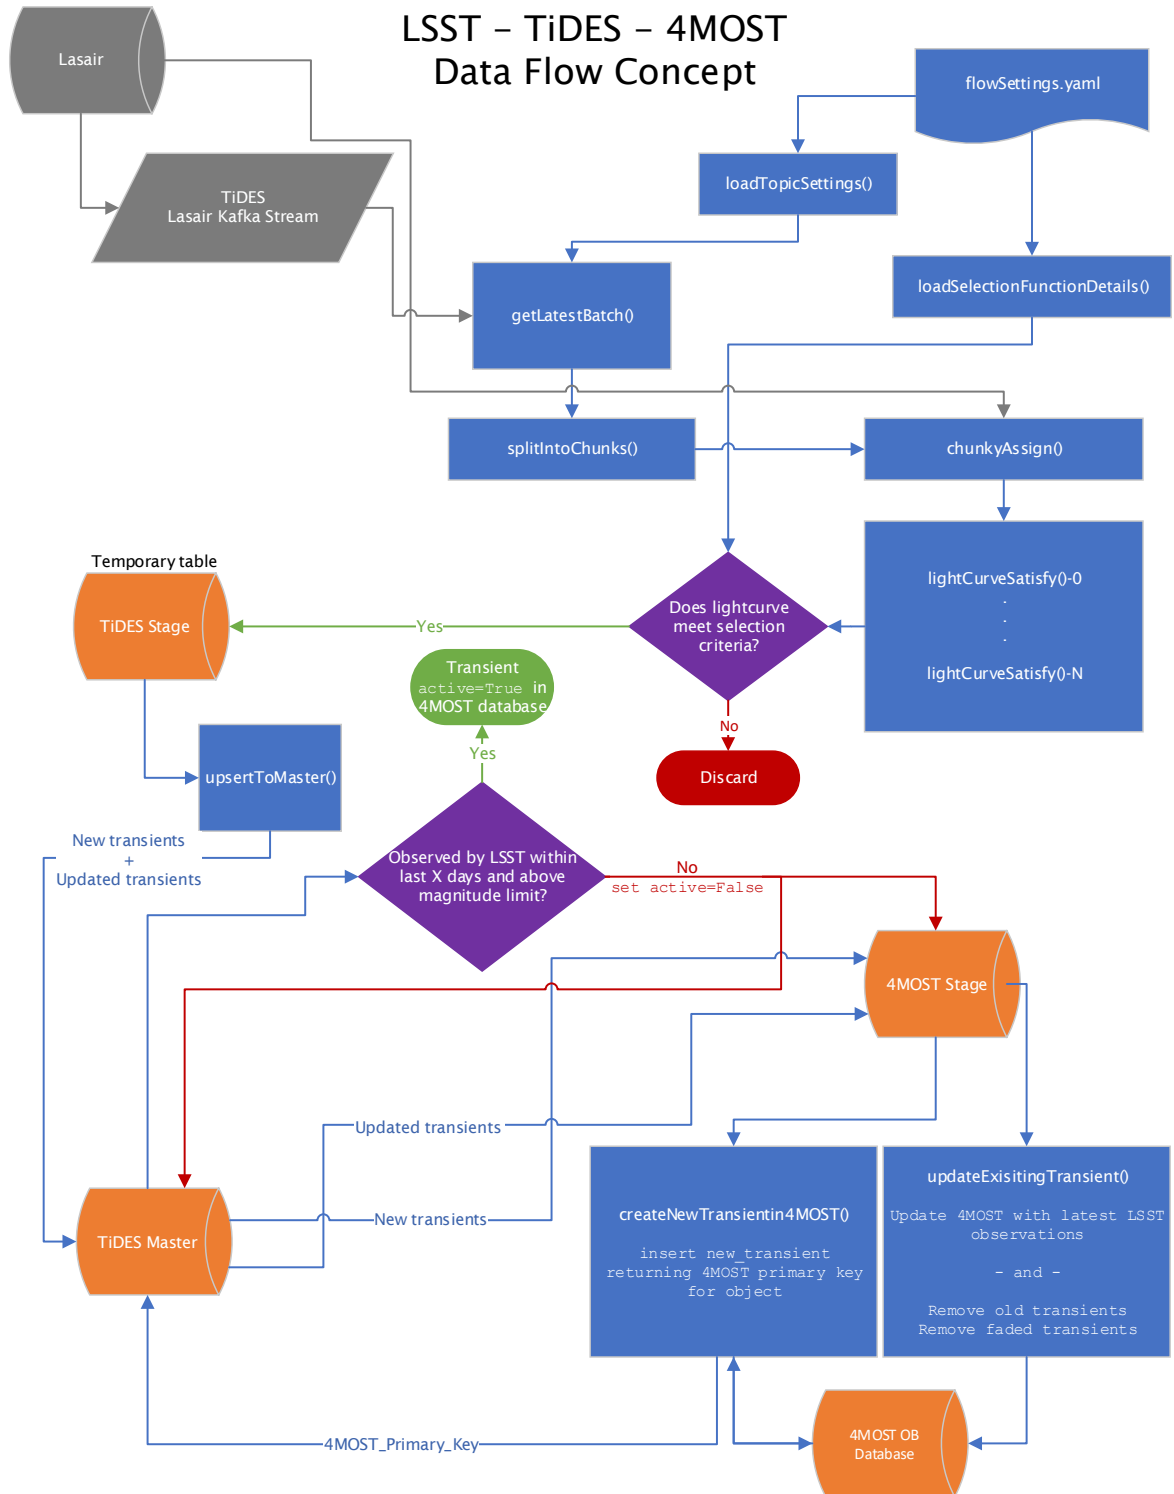 LSST – TiDES – 4MOST
Data Flow Concept
Lasair
flowSettings.yaml
TiDES
Lasair Kafka Stream
loadTopicSettings()
getLatestBatch()
loadSelectionFunctionDetails()
splitIntoChunks()
chunkyAssign()
lightCurveSatisfy()-0
.
.
.
lightCurveSatisfy()-N
Does lightcurve
meet selection
criteria?
Yes
No
Discard
Temporary table
TiDES Stage
Transient
active=True in
4MOST database
Yes
upsertToMaster()
New transients
+
Updated transients
Observed by LSST within
last X days and above
magnitude limit?
No
set active=False
4MOST Stage
Updated transients
New transients
TiDES Master
createNewTransientin4MOST()
insert new_transient
returning 4MOST primary key
for object
updateExisitingTransient()
Update 4MOST with latest LSST
observations
- and -
Remove old transients
Remove faded transients
4MOST_Primary_Key
4MOST OB
Database